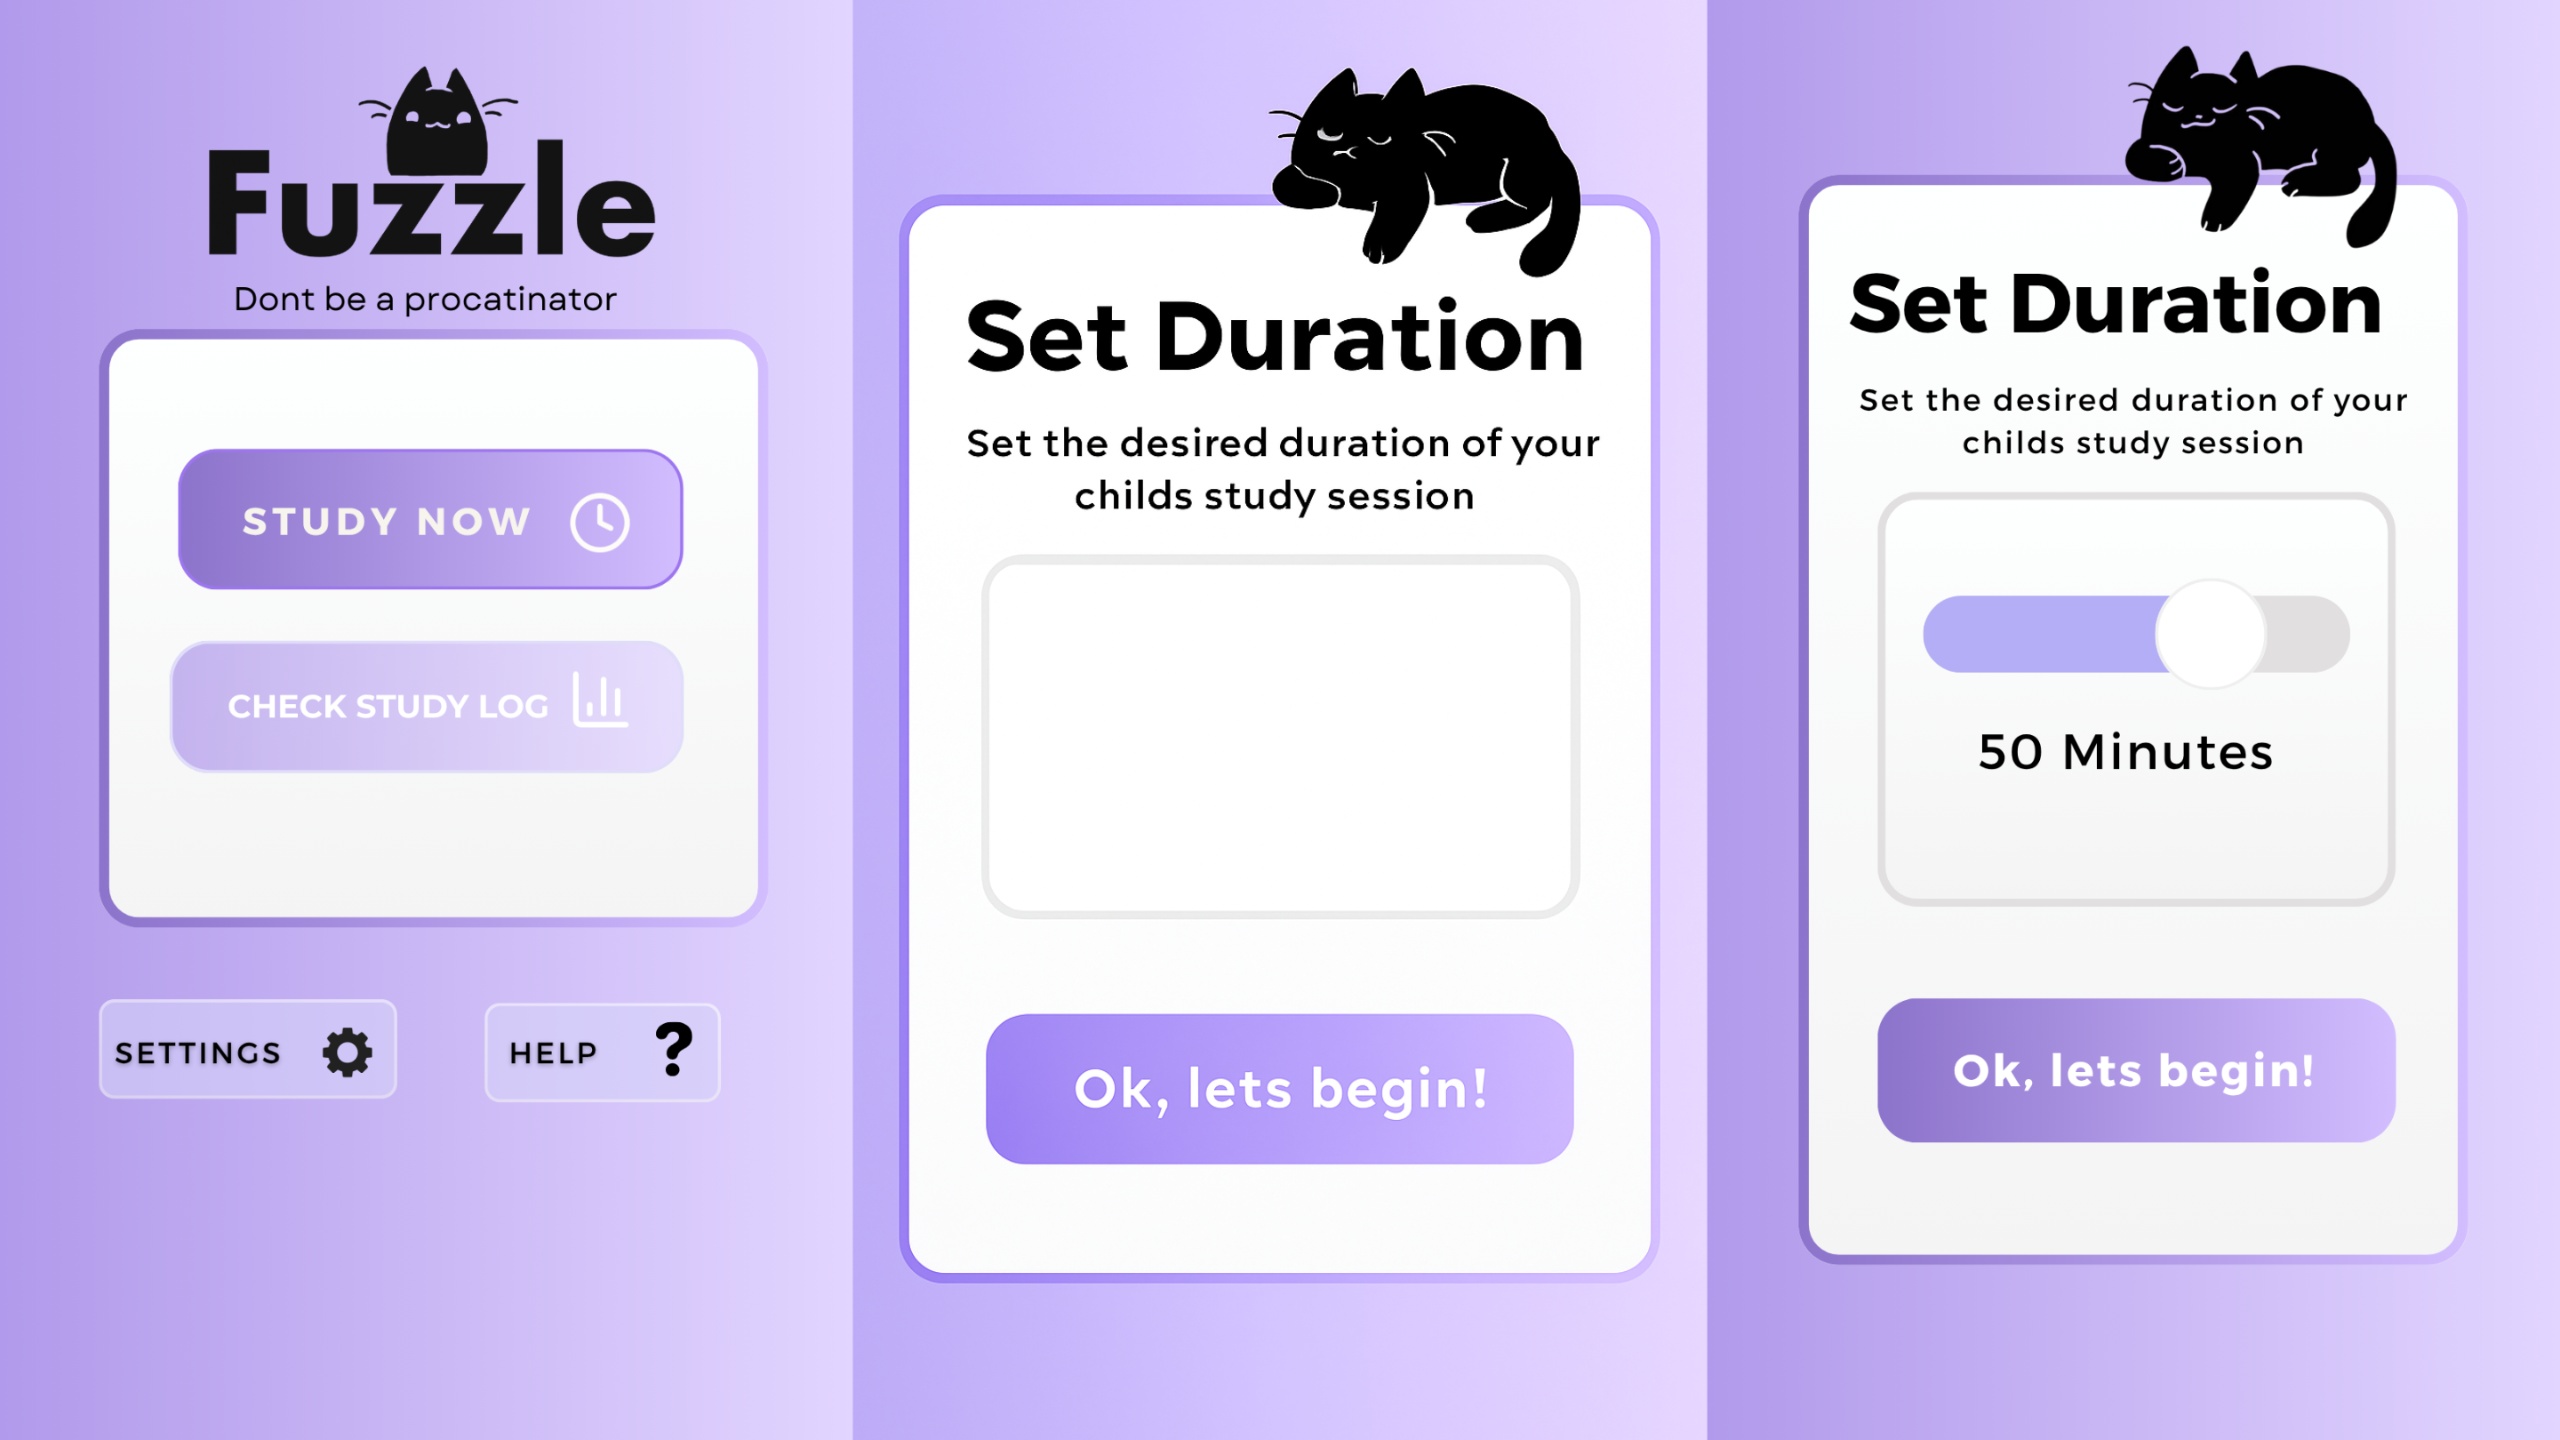 Fuzzle
Dont be a procatinator
STUDY NOW
CHECK STUDY LOG
SETTINGS
HELP ?
Set Duration
Set the desired duration of your
childs study session
Ok, lets begin!
Set Duration
Set the desired duration of your
childs study session
50 Minutes
Ok, lets begin!